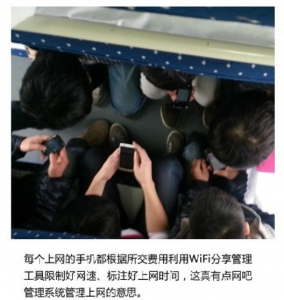 每个上网的手机都根据所交费用利用WiFi分享管理
工具限制好网速、标注好上网时间，这真有点网吧
管理系统管理上网的意思。